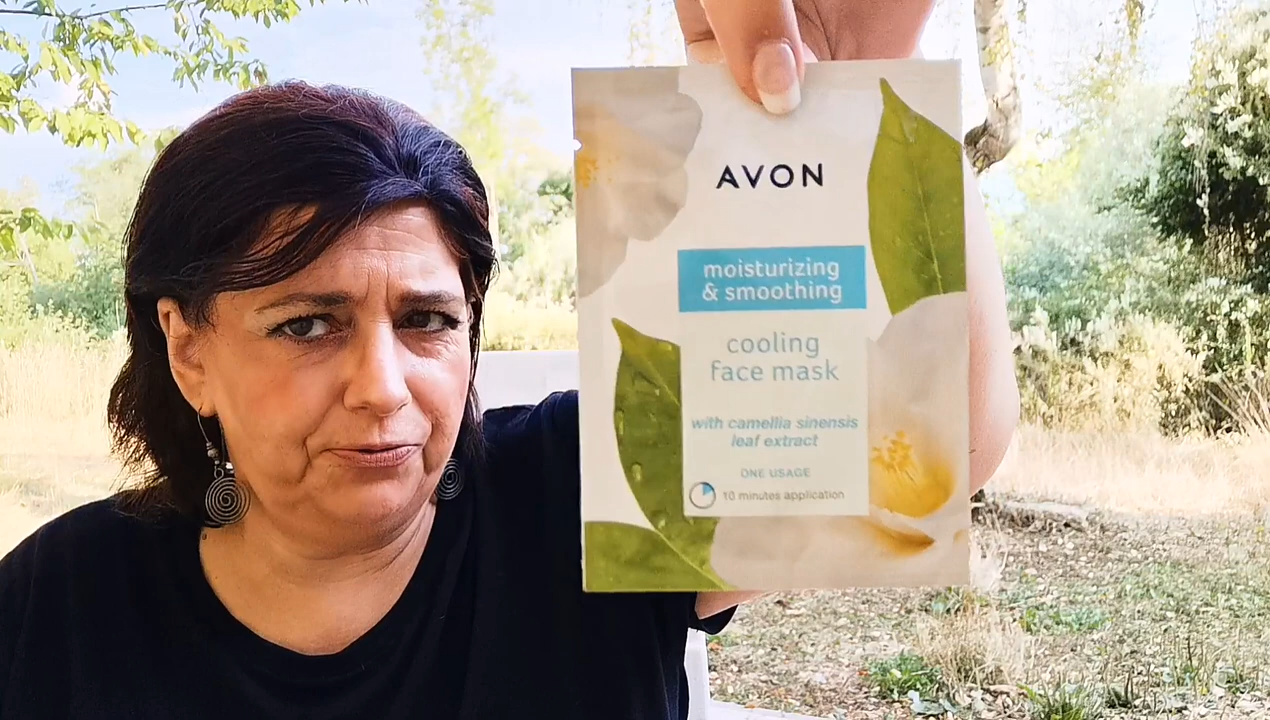 AVON
moisturizing
& smoothing
cooling
face mask
with camellia sinensis
leaf extract
ONE USAGE
10 minutes application